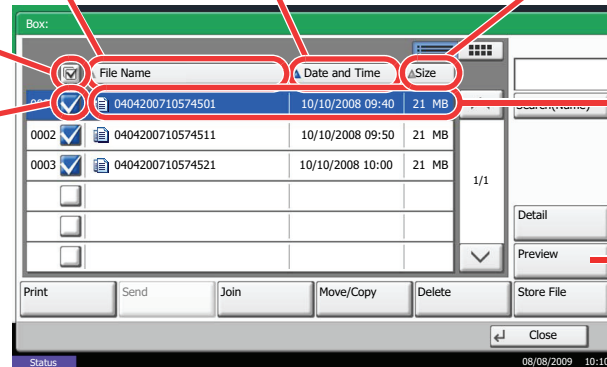 Box:
File Name Date and Time Size
0404200710574501 10/10/2008 09:40 21 MB
Search(Name)
0002 0404200710574511 10/10/2008 09:50 21 MB
0003 0404200710574521 10/10/2008 10:00 21 MB
1/1
Detail
Preview
Print Send Join Move/Copy Delete Store File
Close
Status 08/08/2009 10:10